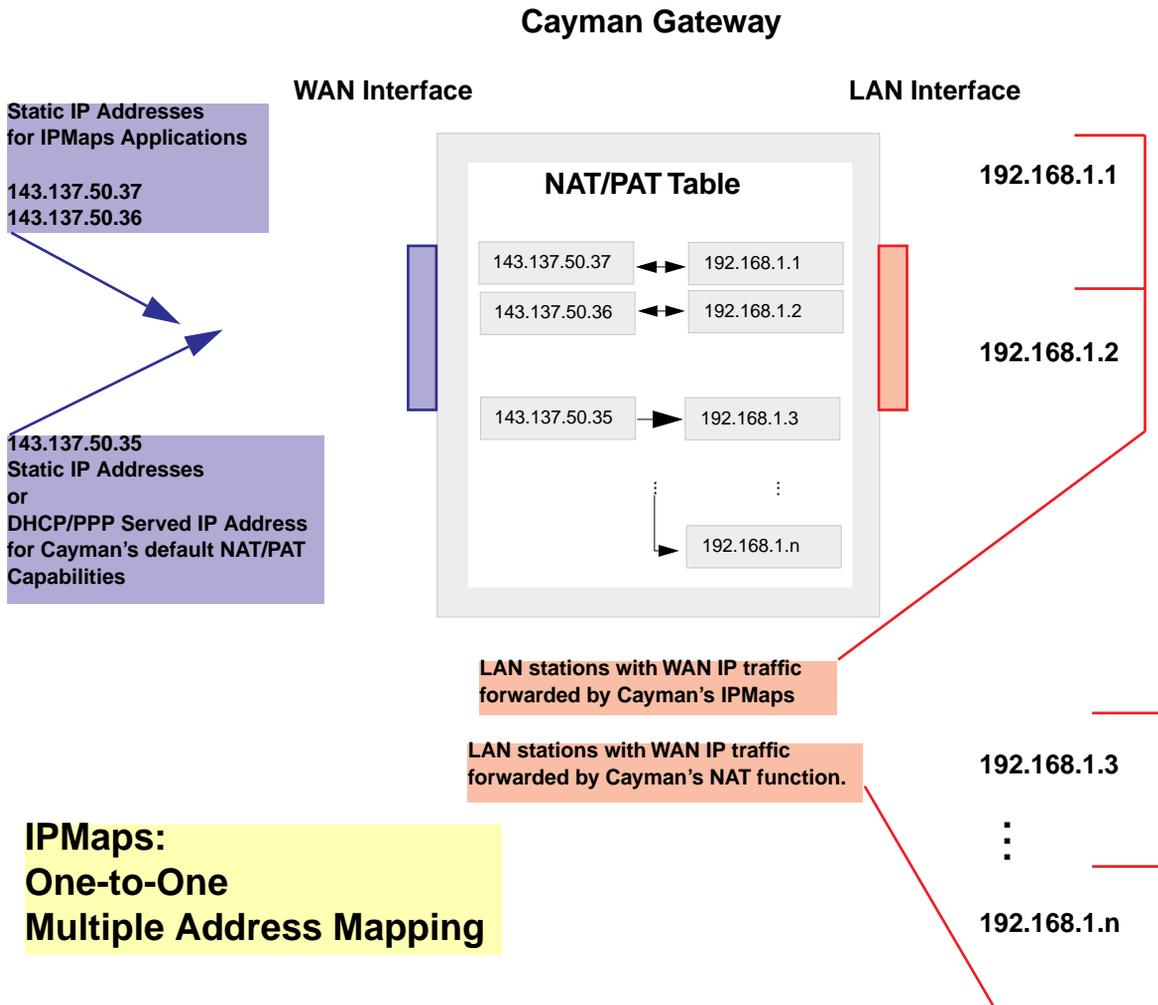 Cayman Gateway
WAN Interface
LAN Interface
Static IP Addresses
for IPMaps Applications
143.137.50.37
143.137.50.36
NAT/PAT Table
143.137.50.37
192.168.1.1
143.137.50.36
192.168.1.2
143.137.50.35
192.168.1.3
⋮
⋮
192.168.1.n
192.168.1.1
192.168.1.2
143.137.50.35
Static IP Addresses
or
DHCP/PPP Served IP Address
for Cayman’s default NAT/PAT
Capabilities
LAN stations with WAN IP traffic
forwarded by Cayman’s IPMaps
LAN stations with WAN IP traffic
forwarded by Cayman’s NAT function.
192.168.1.3
⋮
192.168.1.n
IPMaps:
One-to-One
Multiple Address Mapping